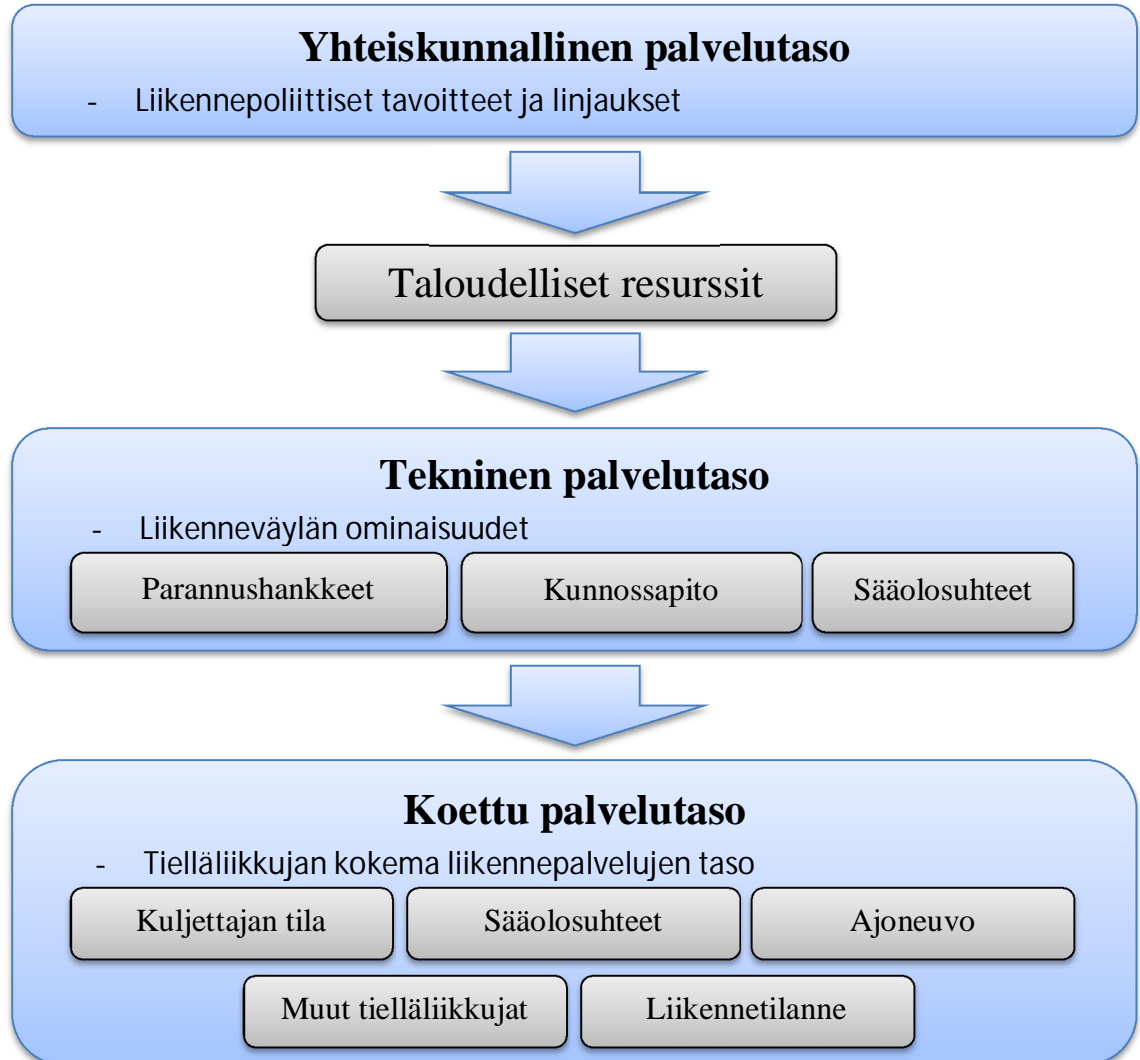 Yhteiskunnallinen palvelutaso
- Liikennepoliittiset tavoitteet ja linjaukset
Taloudelliset resurssit
Tekninen palvelutaso
- Liikenneväylän ominaisuudet
Parannushankkeet Kunnossapito Sääolosuhteet
Koettu palvelutaso
- Tielläliikkujan kokema liikennepalvelujen taso
Kuljettajan tila Sääolosuhteet Ajoneuvo
Muut tielläliikkujat Liikennetilanne